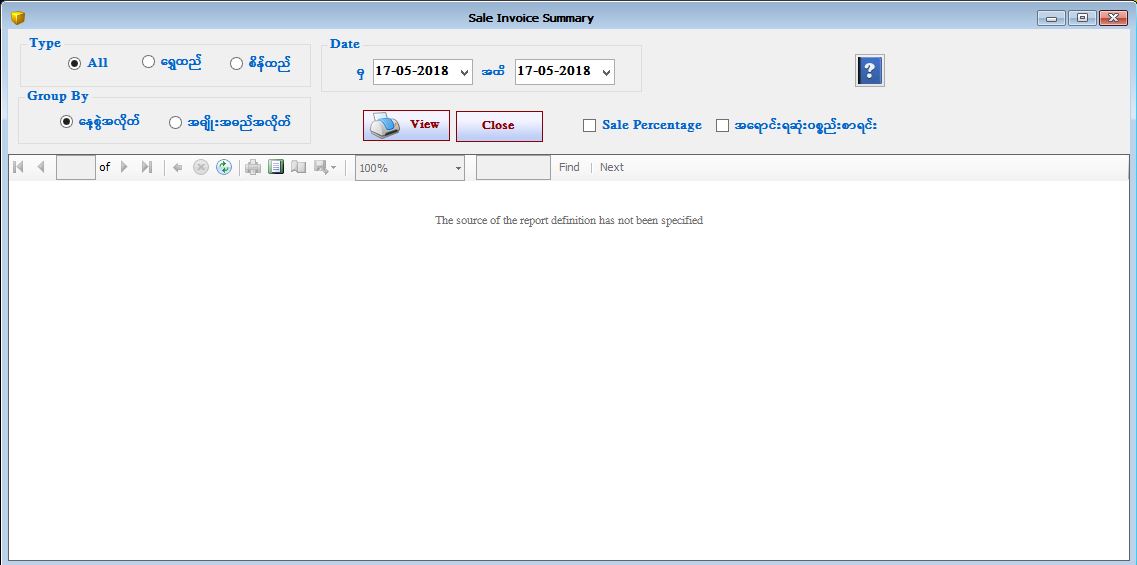 Sale Invoice Summary
Type
All ရွှေထည် စိန်ထည်
Date
မှ 17-05-2018 အထိ 17-05-2018
Group By
နေ့စွဲအလိုက် အမျိုးအမည်အလိုက်
View Close Sale Percentage အရောင်းရဆုံးပစ္စည်းစာရင်း
of 100% Find Next
The source of the report definition has not been specified